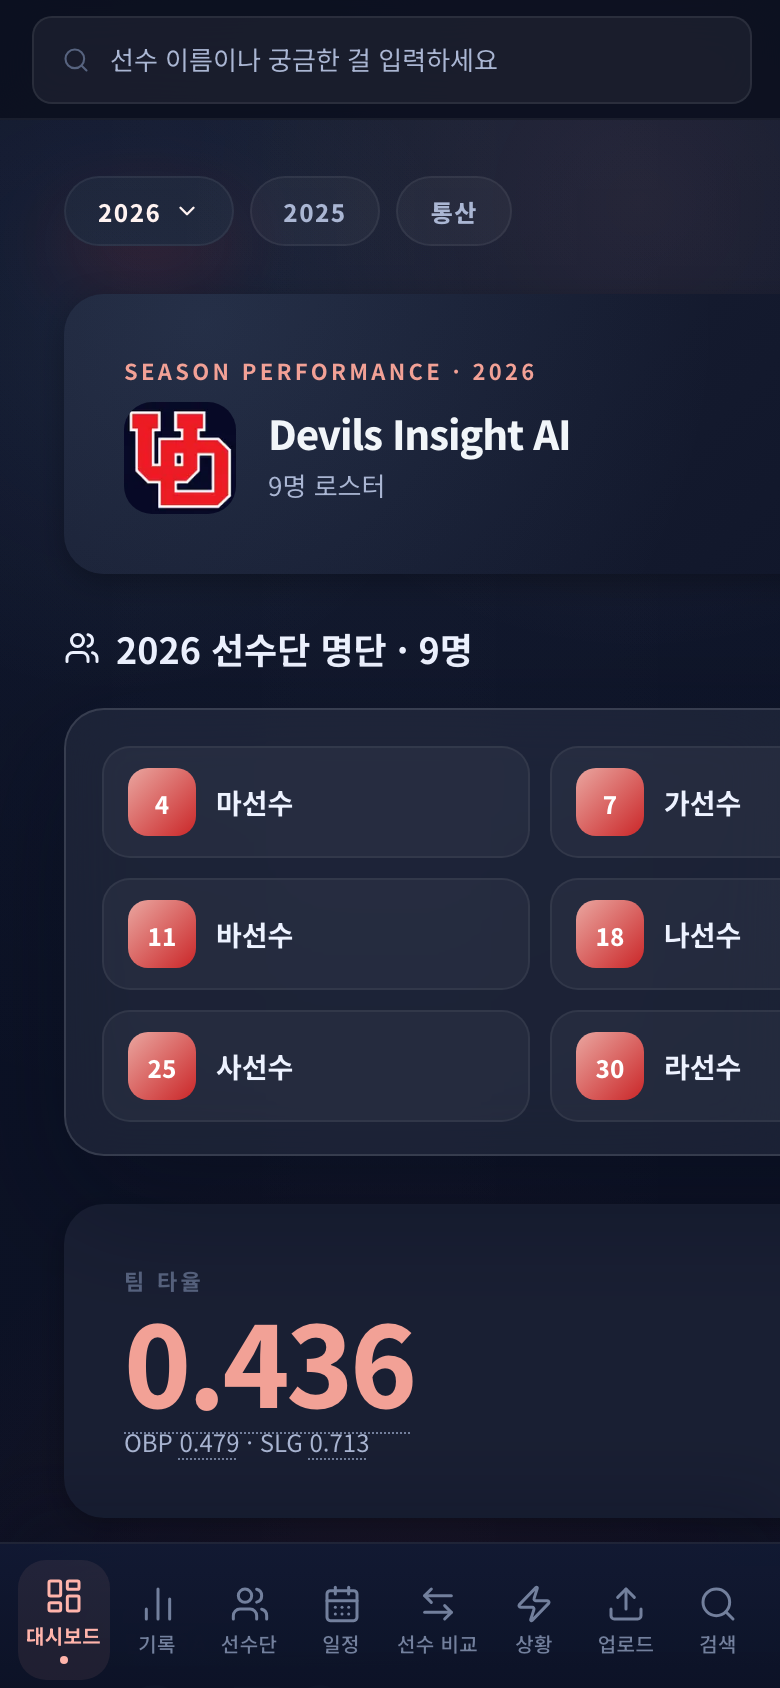 선수 이름이나 궁금한 걸 입력하세요
2026 2025 통산
SEASON PERFORMANCE · 2026
UD
Devils Insight AI
9명 로스터
2026 선수단 명단 · 9명
4 마선수 7 가선수
11 바선수 18 나선수
25 사선수 30 라선수
팀 타율
0.436
OBP 0.479 · SLG 0.713
대시보드 기록 선수단 일정 선수 비교 상황 업로드 검색